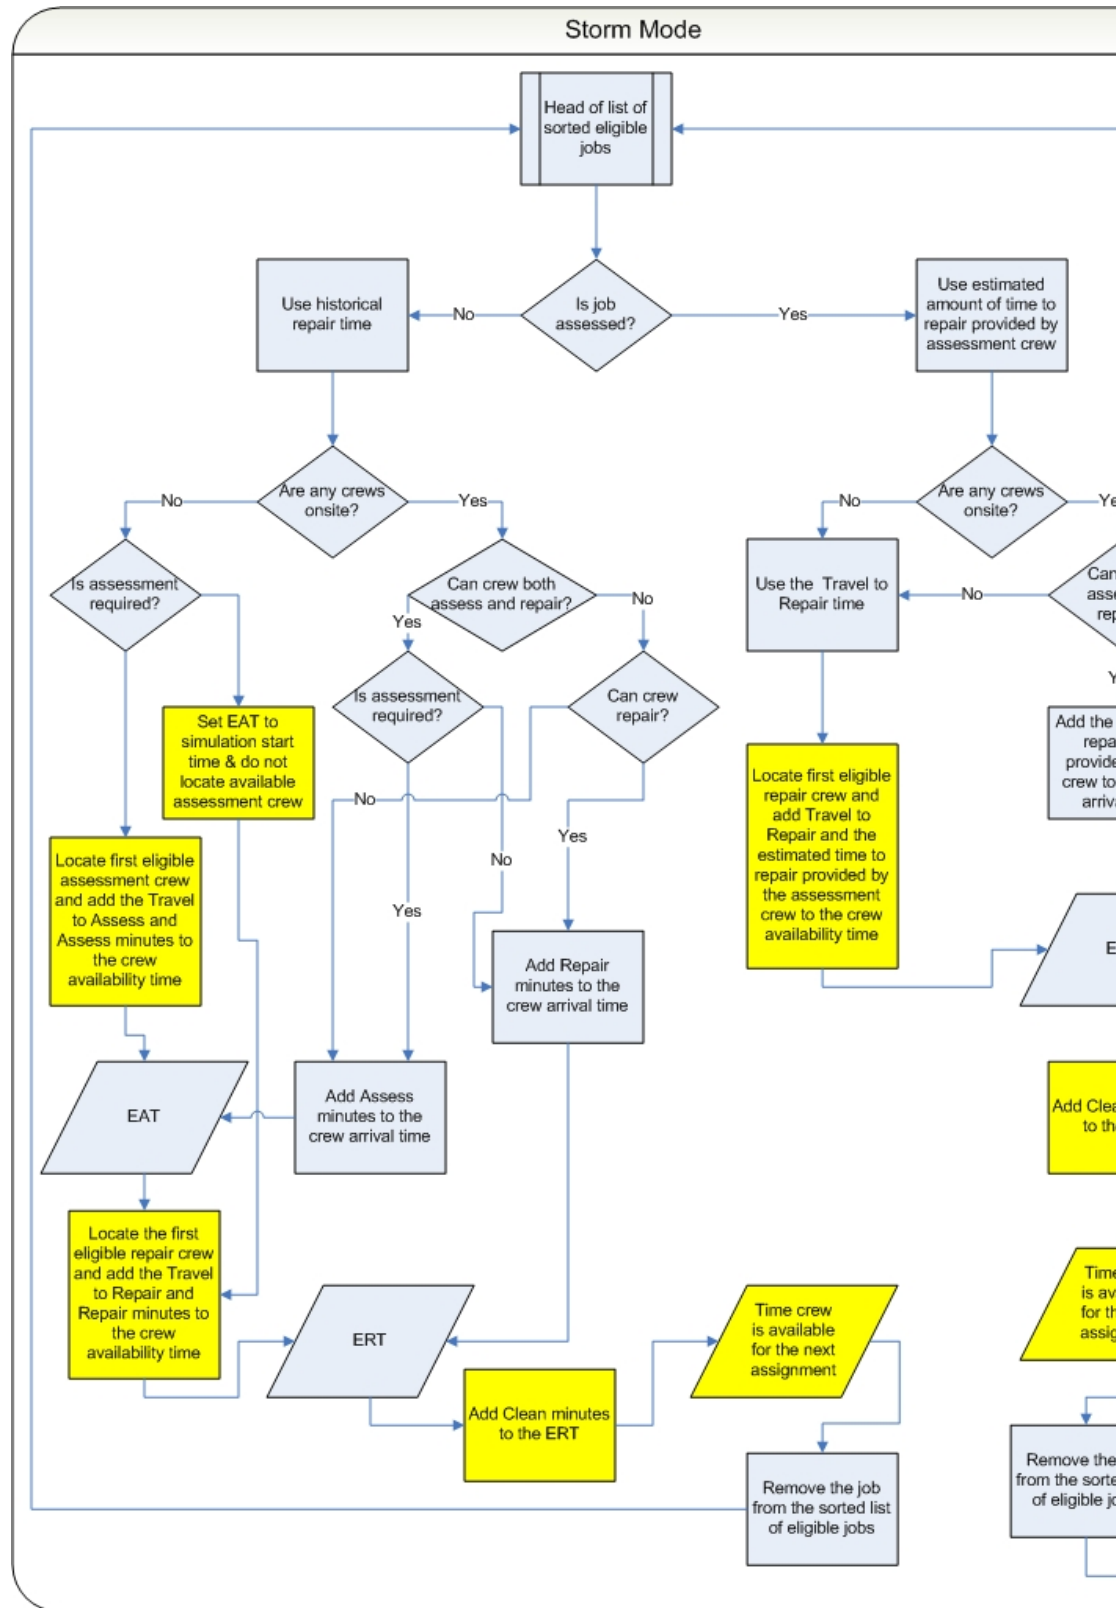 Storm Mode
Head of list of
sorted eligible
jobs
Use historical
repair time
No
Is job
assessed?
Yes
Use estimated
amount of time to
repair provided by
assessment crew
Are any crews
onsite?
No
Yes
Are any crews
onsite?
No
Is assessment
required?
Can crew both
assess and repair?
No
Yes
Use the Travel to
Repair time
No
Is assessment
required?
Can crew
repair?
Set EAT to
simulation start
time & do not
locate available
assessment crew
No
Yes
No
Yes
Locate first eligible
repair crew and
add Travel to
Repair and the
estimated time to
repair provided by
the assessment
crew to the crew
availability time
Add the
Locate first eligible
assessment crew
and add the Travel
to Assess and
Assess minutes to
the crew
availability time
Add Repair
minutes to the
crew arrival time
EAT
Add Assess
minutes to the
crew arrival time
Locate the first
eligible repair crew
and add the Travel
to Repair and
Repair minutes to
the crew
availability time
ERT
Add Clean minutes
to the ERT
Time crew
is available
for the next
assignment
Remove the job
from the sorted list
of eligible jobs
Remove the
from the
of eligible